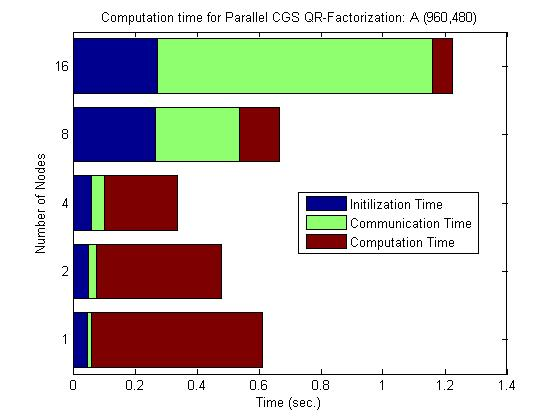 Computation time for Parallel CGS QR-Factorization: A (960,480)
16
8
4
2
1
Number of Nodes
Initilization Time
Communication Time
Computation Time
0 0.2 0.4 0.6 0.8 1 1.2 1.4
Time (sec.)